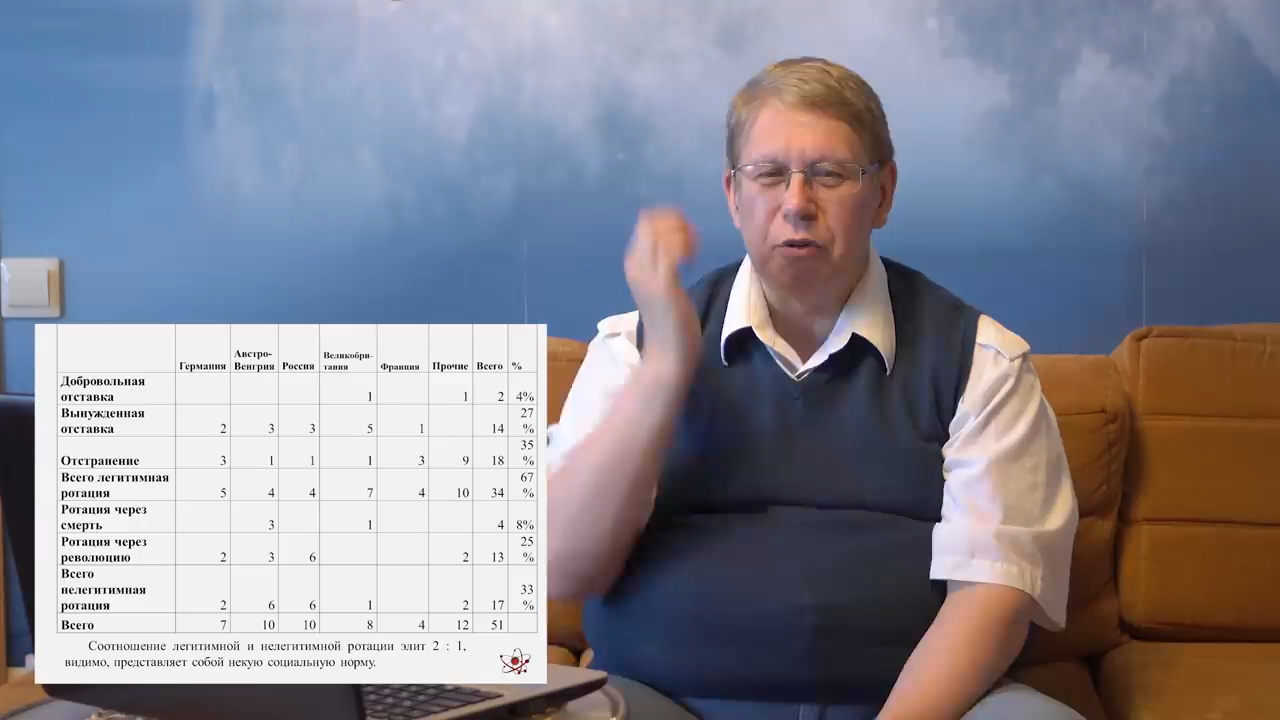 Германия Австро-Венгрия Россия Великобри-тания Франция Прочие Всего %
Добровольная отставка 1 1 2 4%
Вынужденная отставка 2 3 3 5 1 14 27 %
Отстранение 3 1 1 1 3 9 18 35 %
Всего легитимная ротация 5 4 4 7 4 10 34 67 %
Ротация через смерть 3 1 4 8%
Ротация через революцию 2 3 6 2 13 25 %
Всего нелегитимная ротация 2 6 6 1 2 17 33 %
Всего 7 10 10 8 4 12 51
Соотношение легитимной и нелегитимной ротации элит 2 : 1,
видимо, представляет собой некую социальную норму.